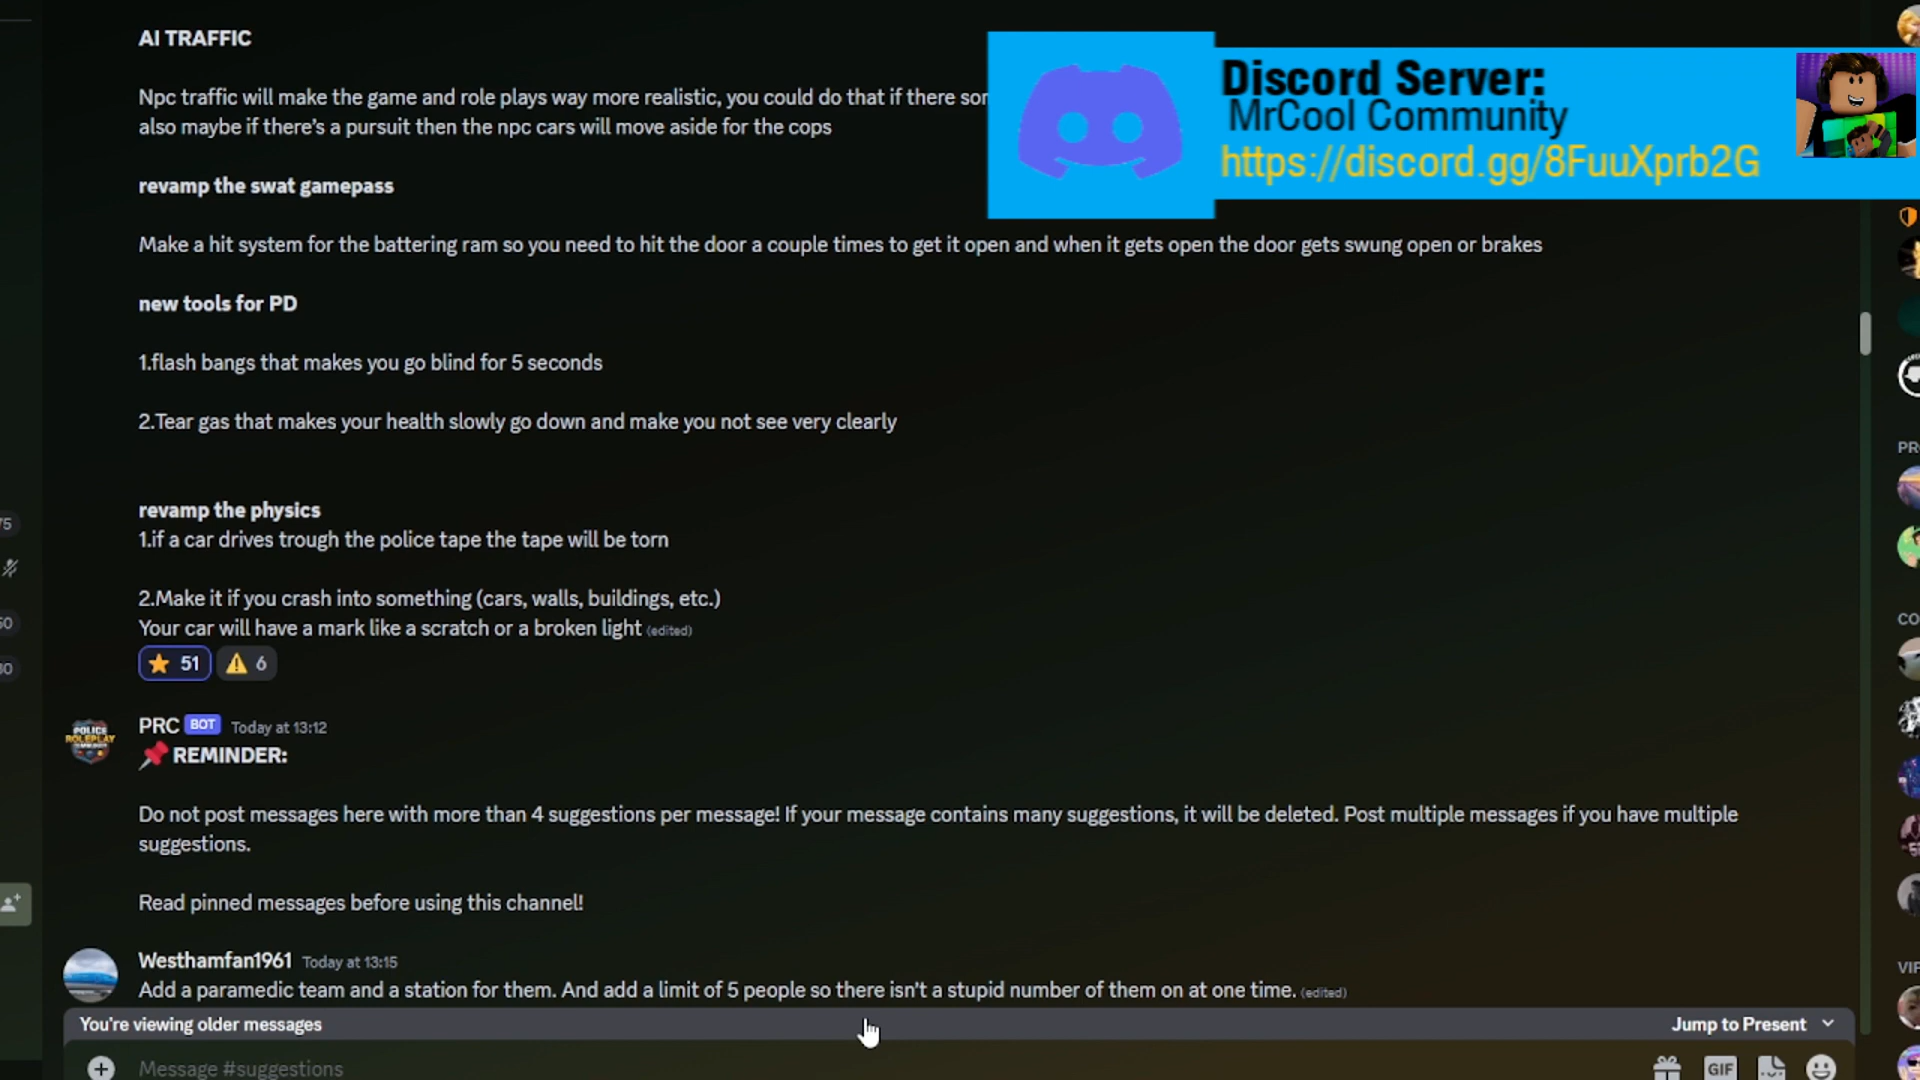 AI TRAFFIC
Npc traffic will make the game and role plays way more realistic, you could do that if there
also maybe if there's a pursuit then the npc cars will move aside for the cops
Discord Server:
MrCool Community
https://discord.gg/8FuuXprb2G
revamp the swat gamepass
Make a hit system for the battering ram so you need to hit the door a couple times to get it open and when it gets open the door gets swung open or brakes
new tools for PD
1.flash bangs that makes you go blind for 5 seconds
2.Tear gas that makes your health slowly go down and make you not see very clearly
revamp the physics
1.if a car drives trough the police tape the tape will be torn
2.Make it if you crash into something (cars, walls, buildings, etc.)
Your car will have a mark like a scratch or a broken light (edited)
51 6
PRC BOT Today at 13:12
REMINDER:
Do not post messages here with more than 4 suggestions per message! If your message contains many suggestions, it will be deleted. Post multiple messages if you have multiple
suggestions.
Read pinned messages before using this channel!
Westhamfan1961 Today at 13:15
Add a paramedic team and a station for them. And add a limit of 5 people so there isn't a stupid number of them on at one time. (edited)
You're viewing older messages Jump to Present
Message #suggestions GIF
POLICE
ROLEPLAY
PR
CO
VIP